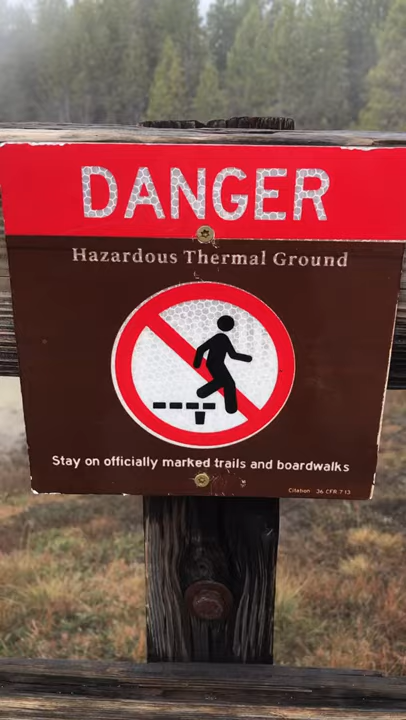 DANGER
Hazardous Thermal Ground
Stay on officially marked trails and boardwalks
Citation 36 CFR 7.13